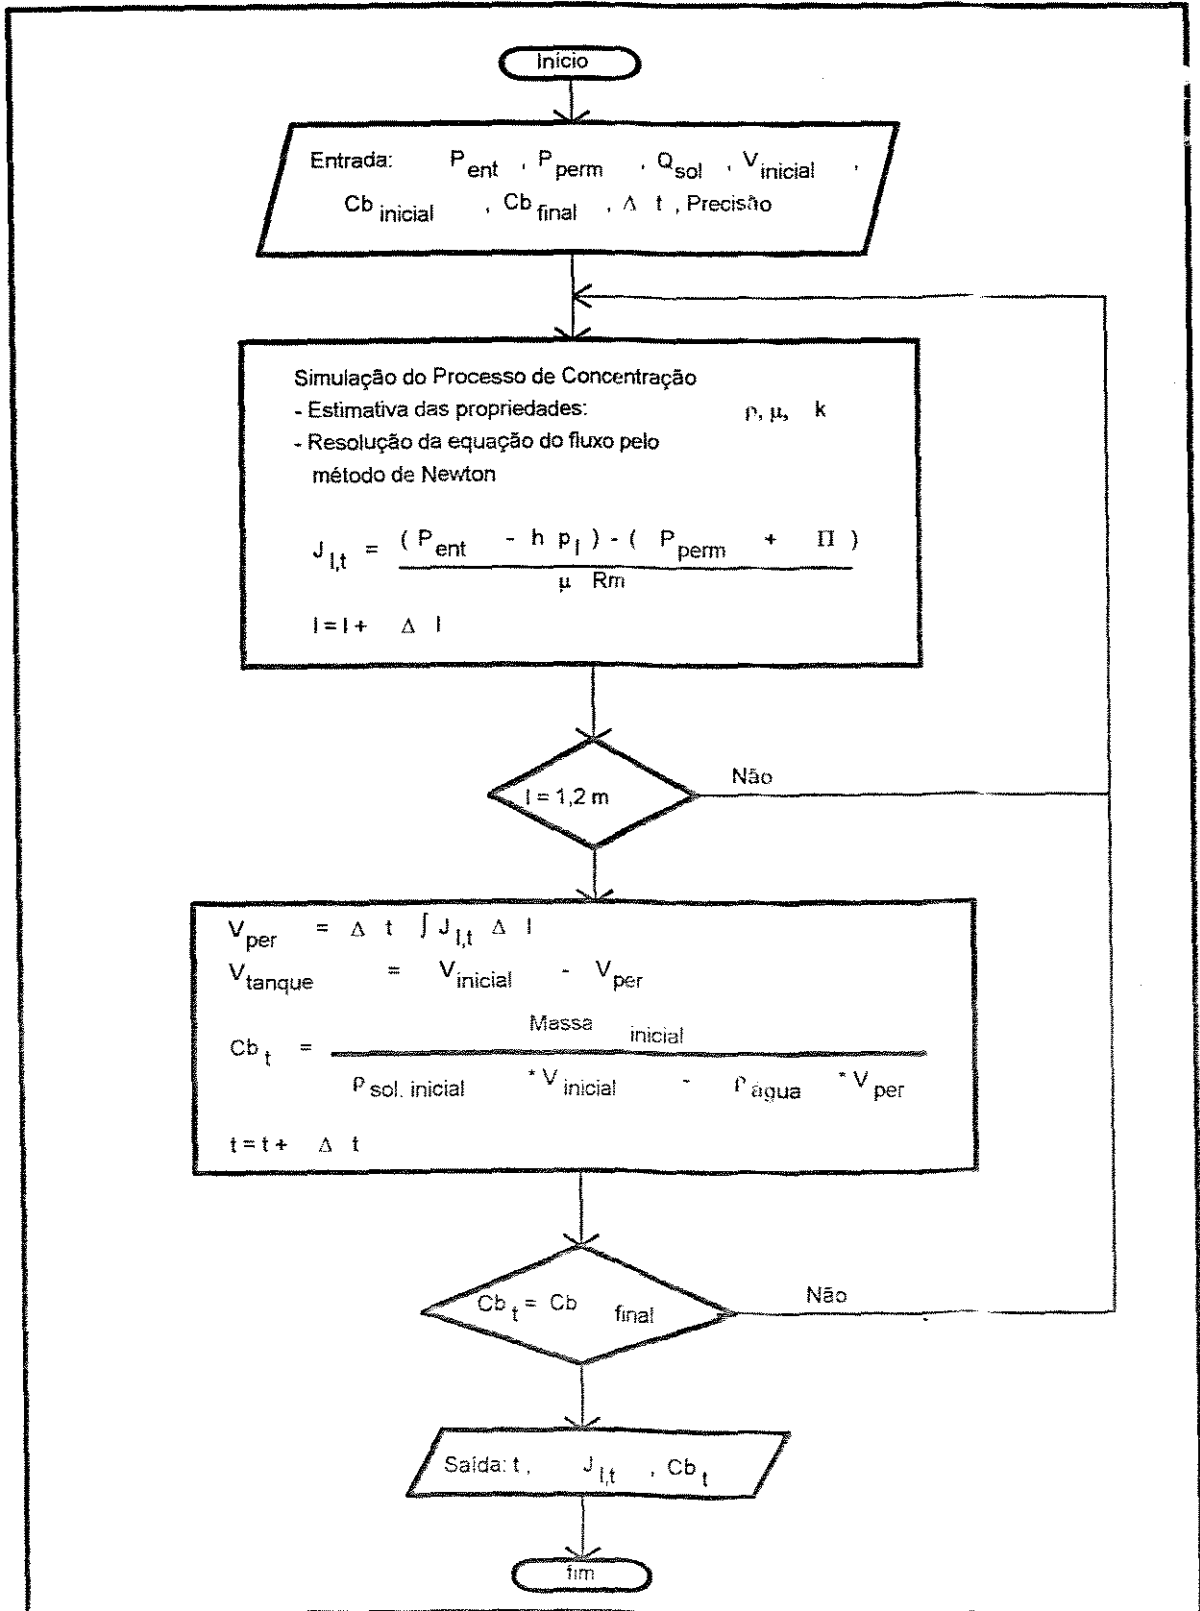 Início
Entrada: P ent , P perm , Q sol , V inicial ,
Cb inicial , Cb final , Δ t , Precisão
Simulação do Processo de Concentração
- Estimativa das propriedades: ρ, μ, k
- Resolução da equação do fluxo pelo
método de Newton
J l,t = ( P ent - h p l ) - ( P perm + Π )
μ Rm
l = l + Δ l
l = 1,2 m
Não
V per = Δ t ∫ J l,t Δ l
V tanque = V inicial - V per
Massa inicial
Cb t =
ρ sol. inicial * V inicial - ρ água * V per
t = t + Δ t
Cb t = Cb final
Não
Saída: t , J l,t , Cb t
fim